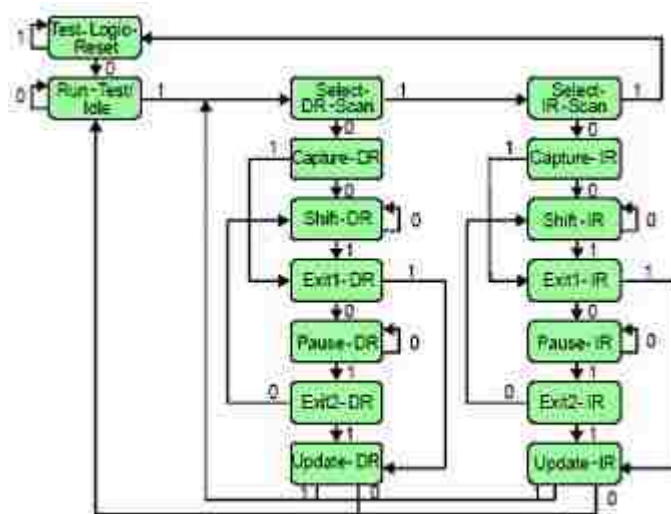 Test-Logic-
Reset
1
0
Run-Test/
Idle
0
1
Select-
DR-Scan
1
Select-
IR-Scan
1
0
0
1
Capture-DR
1
Capture-IR
0
0
Shift-DR
0
Shift-IR
0
1
1
Exit1-DR
1
Exit1-IR
1
0
0
Pause-DR
0
Pause-IR
0
1
1
0
Exit2-DR
0
Exit2-IR
1
1
Update-DR
Update-IR
1
0
1
0